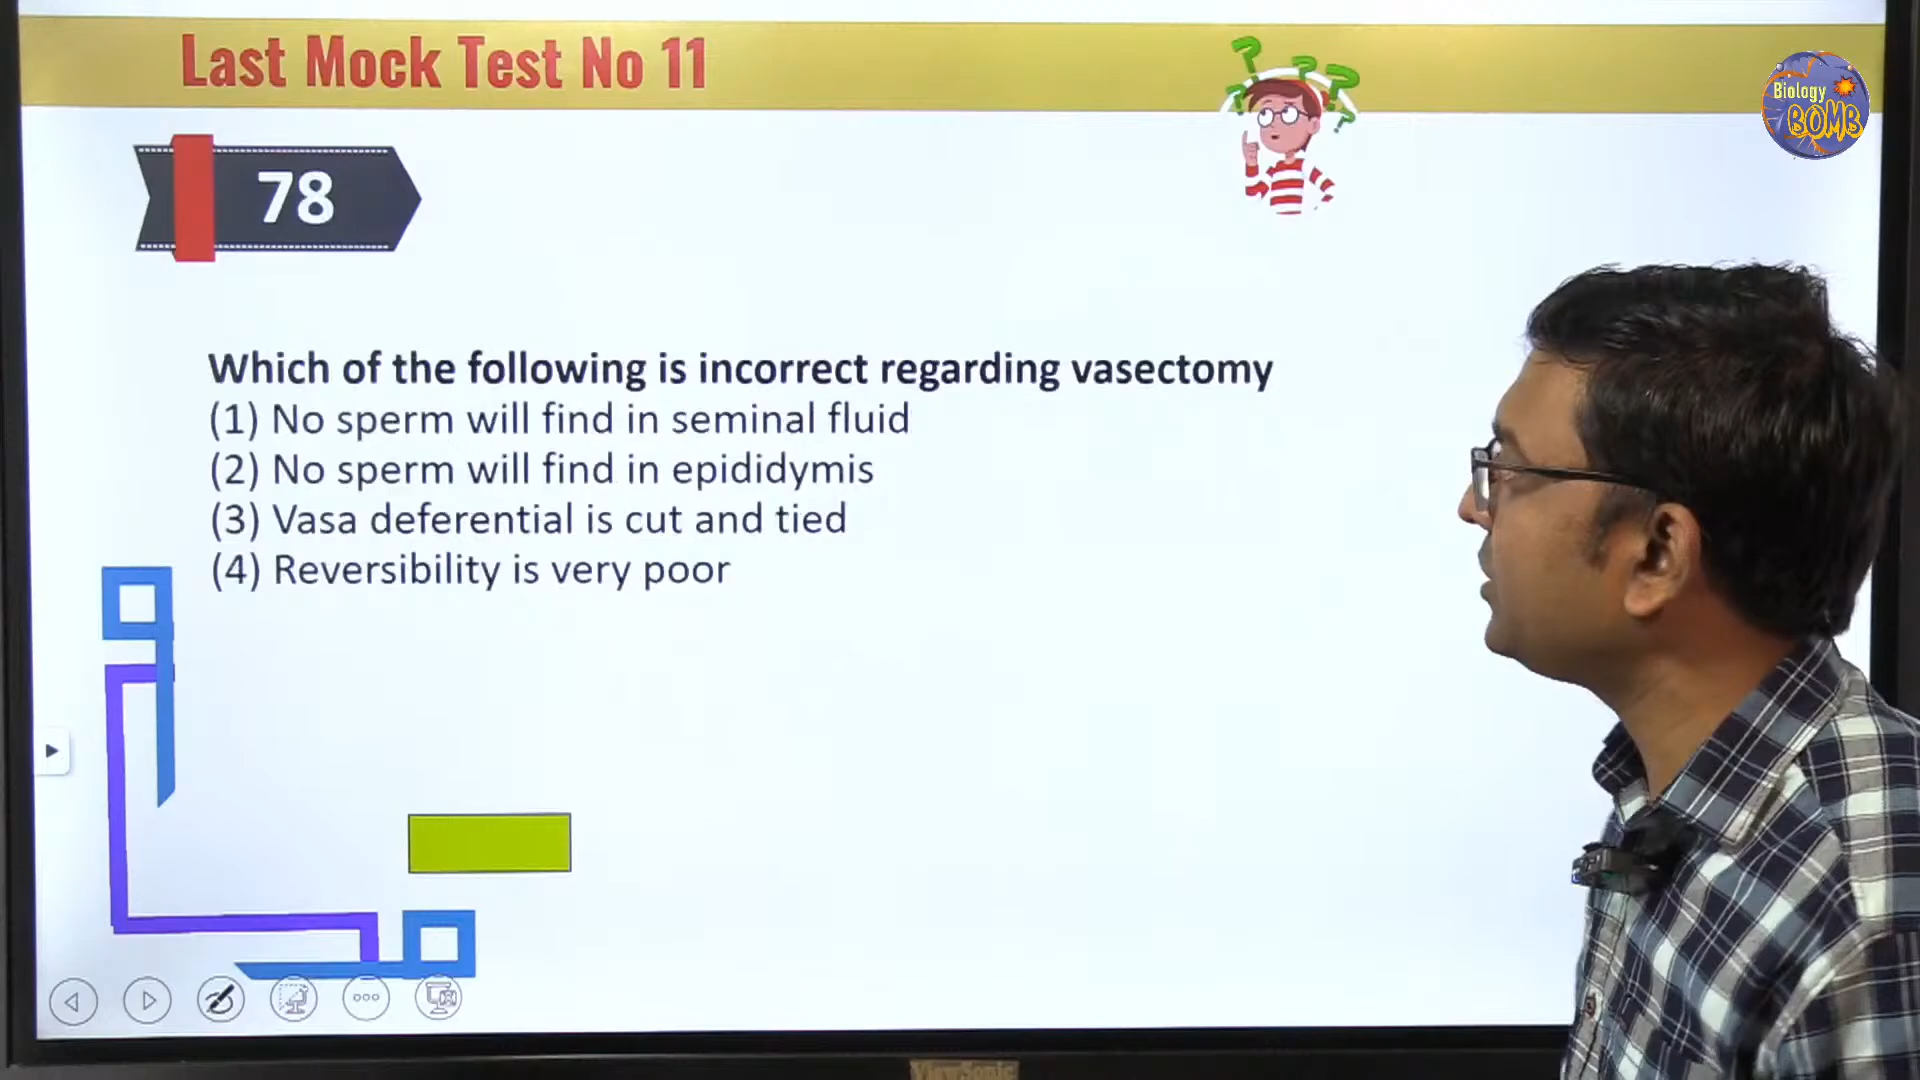 Last Mock Test No 11
Biology
BOMB
78
Which of the following is incorrect regarding vasectomy
(1) No sperm will find in seminal fluid
(2) No sperm will find in epididymis
(3) Vasa deferential is cut and tied
(4) Reversibility is very poor
ViewSonic